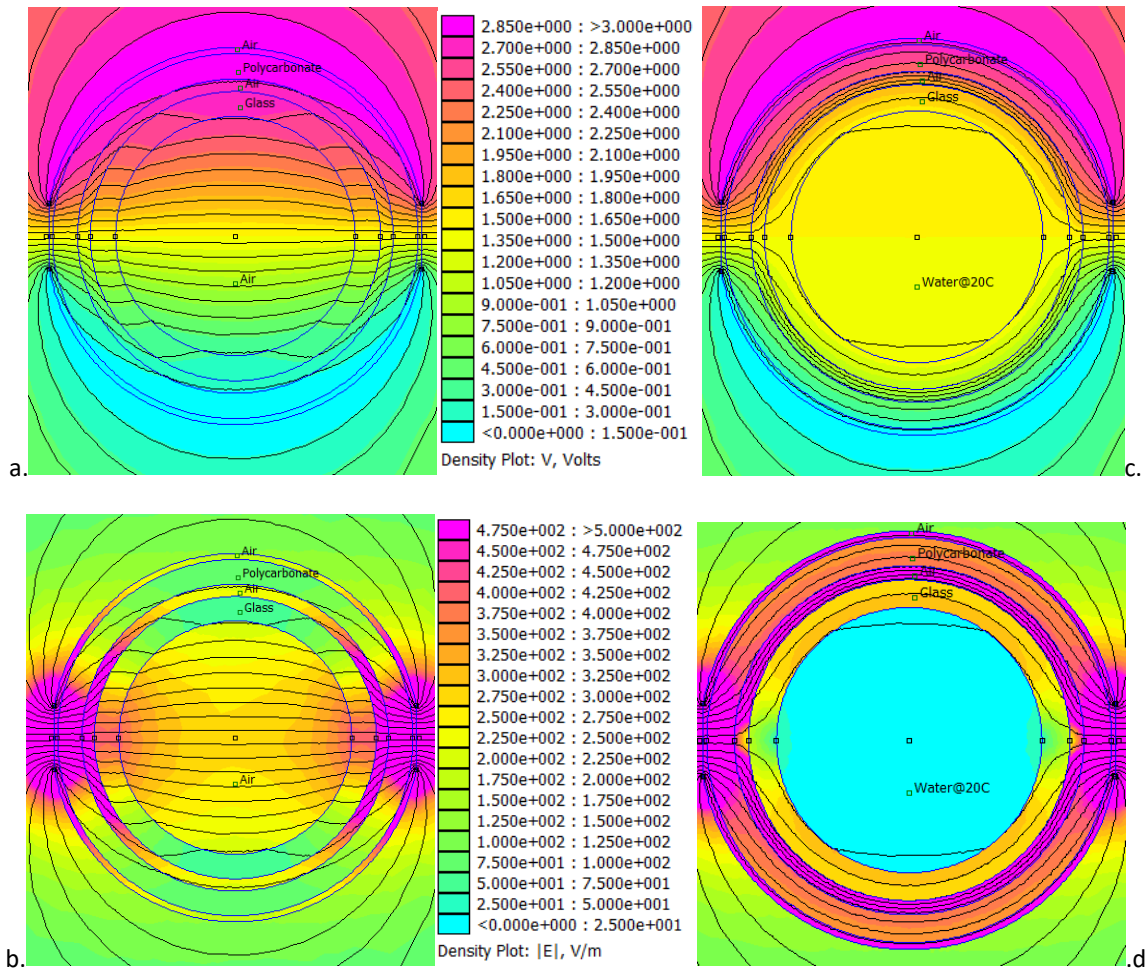 Air
Polycarbonate
Air
Glass
Air
a.
2.850e+000 : >3.000e+000
2.700e+000 : 2.850e+000
2.550e+000 : 2.700e+000
2.400e+000 : 2.550e+000
2.250e+000 : 2.400e+000
2.100e+000 : 2.250e+000
1.950e+000 : 2.100e+000
1.800e+000 : 1.950e+000
1.650e+000 : 1.800e+000
1.500e+000 : 1.650e+000
1.350e+000 : 1.500e+000
1.200e+000 : 1.350e+000
1.050e+000 : 1.200e+000
9.000e-001 : 1.050e+000
7.500e-001 : 9.000e-001
6.000e-001 : 7.500e-001
4.500e-001 : 6.000e-001
3.000e-001 : 4.500e-001
1.500e-001 : 3.000e-001
<0.000e+000 : 1.500e-001
Density Plot: V, Volts
Air
Polycarbonate
Air
Glass
Water@20C
c.
Air
Polycarbonate
Air
Glass
Air
b.
4.750e+002 : >5.000e+002
4.500e+002 : 4.750e+002
4.250e+002 : 4.500e+002
4.000e+002 : 4.250e+002
3.750e+002 : 4.000e+002
3.500e+002 : 3.750e+002
3.250e+002 : 3.500e+002
3.000e+002 : 3.250e+002
2.750e+002 : 3.000e+002
2.500e+002 : 2.750e+002
2.250e+002 : 2.500e+002
2.000e+002 : 2.250e+002
1.750e+002 : 2.000e+002
1.500e+002 : 1.750e+002
1.250e+002 : 1.500e+002
1.000e+002 : 1.250e+002
7.500e+001 : 1.000e+002
5.000e+001 : 7.500e+001
2.500e+001 : 5.000e+001
<0.000e+000 : 2.500e+001
Density Plot: |E|, V/m
Air
Polycarbonate
Air
Glass
Water@20C
.d